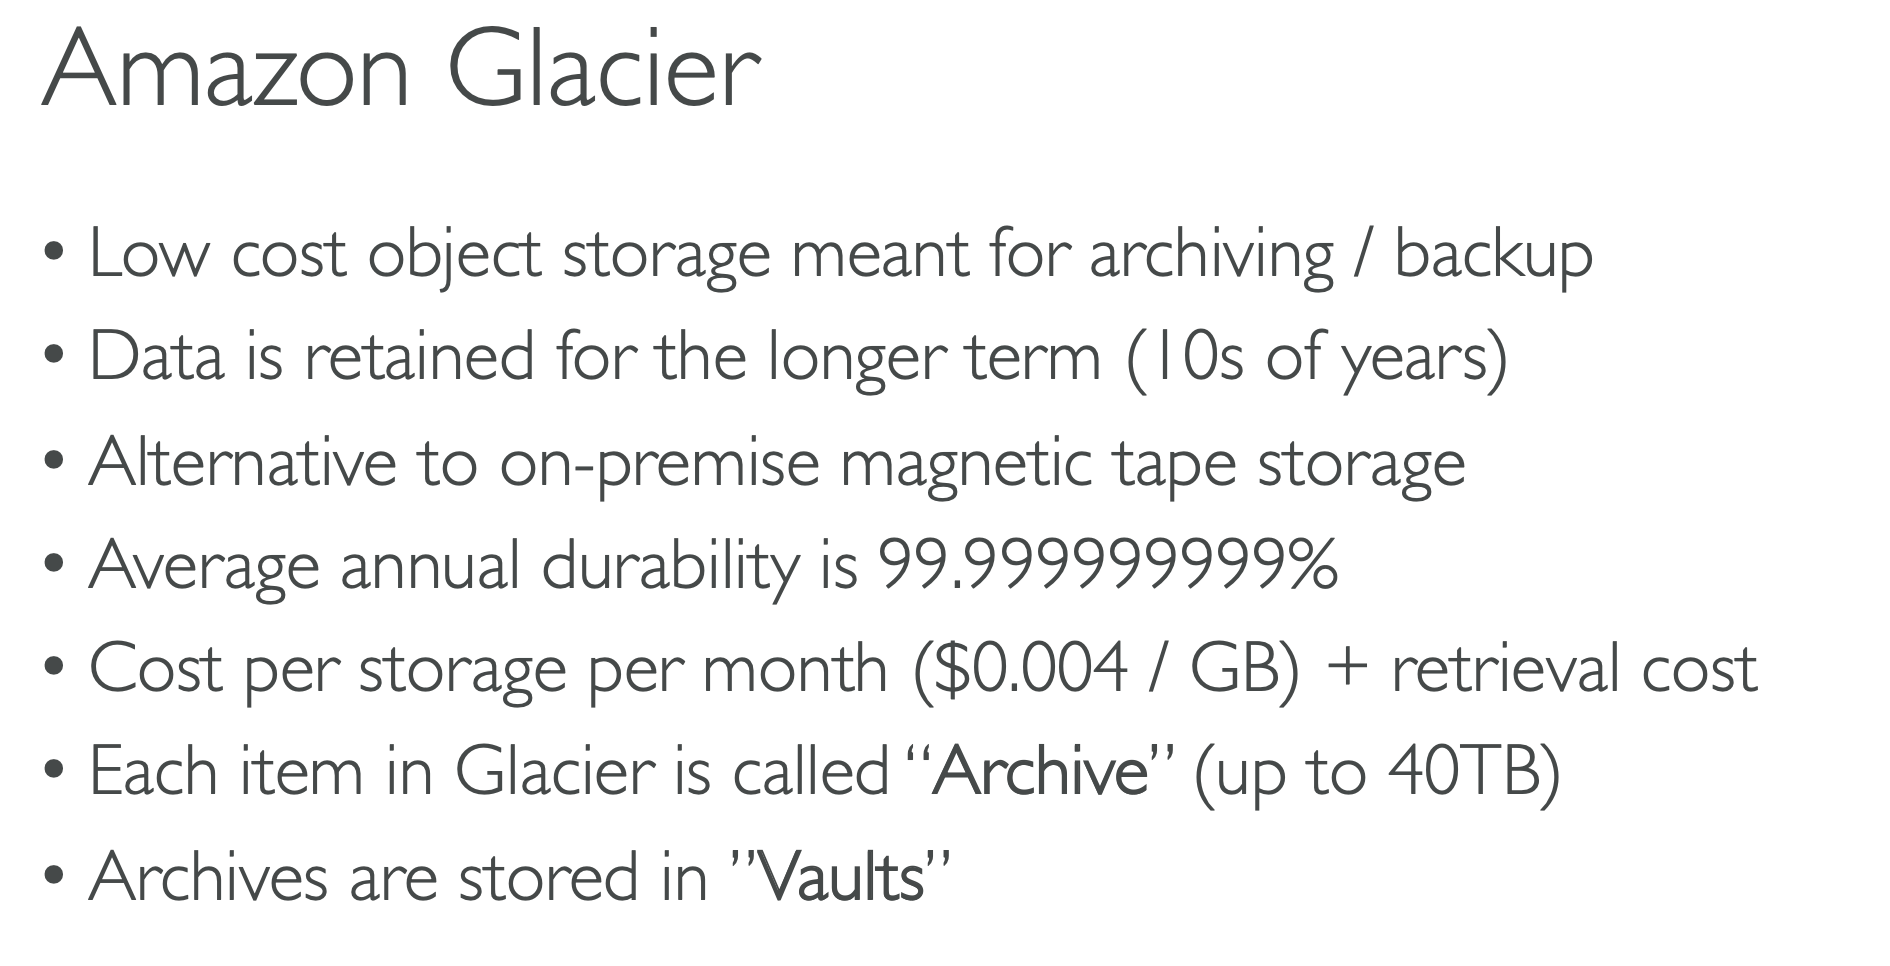 Amazon Glacier
• Low cost object storage meant for archiving / backup
• Data is retained for the longer term (10s of years)
• Alternative to on-premise magnetic tape storage
• Average annual durability is 99.999999999%
• Cost per storage per month ($0.004 / GB) + retrieval cost
• Each item in Glacier is called “Archive” (up to 40TB)
• Archives are stored in ”Vaults”